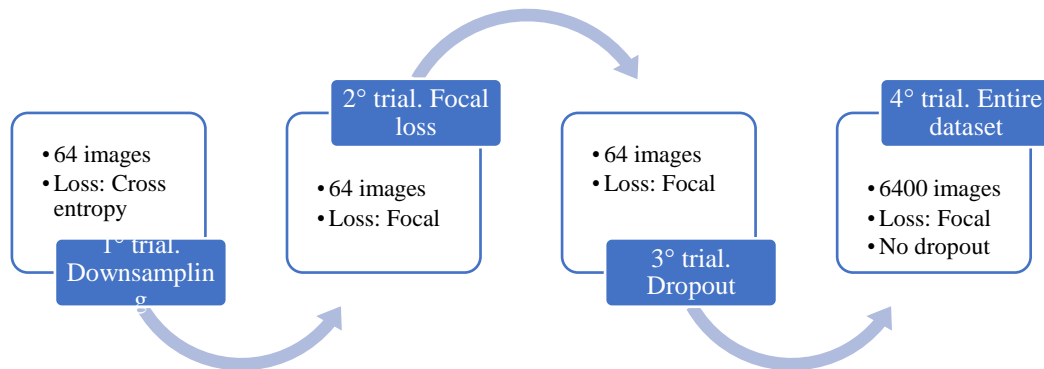 • 64 images
• Loss: Cross
entropy
1° trial.
Downsamplin
g
2° trial. Focal
loss
• 64 images
• Loss: Focal
• 64 images
• Loss: Focal
3° trial.
Dropout
4° trial. Entire
dataset
• 6400 images
• Loss: Focal
• No dropout